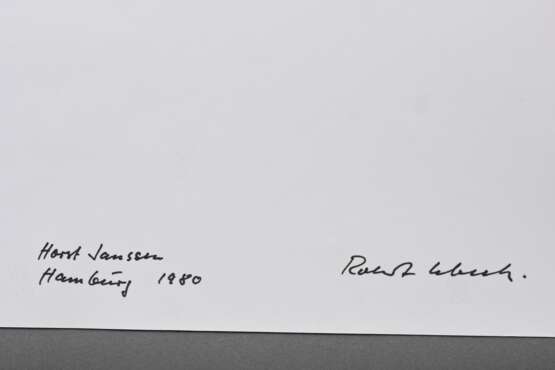 Horst Janssen
Hamburg 1980
Robert Lebeck.